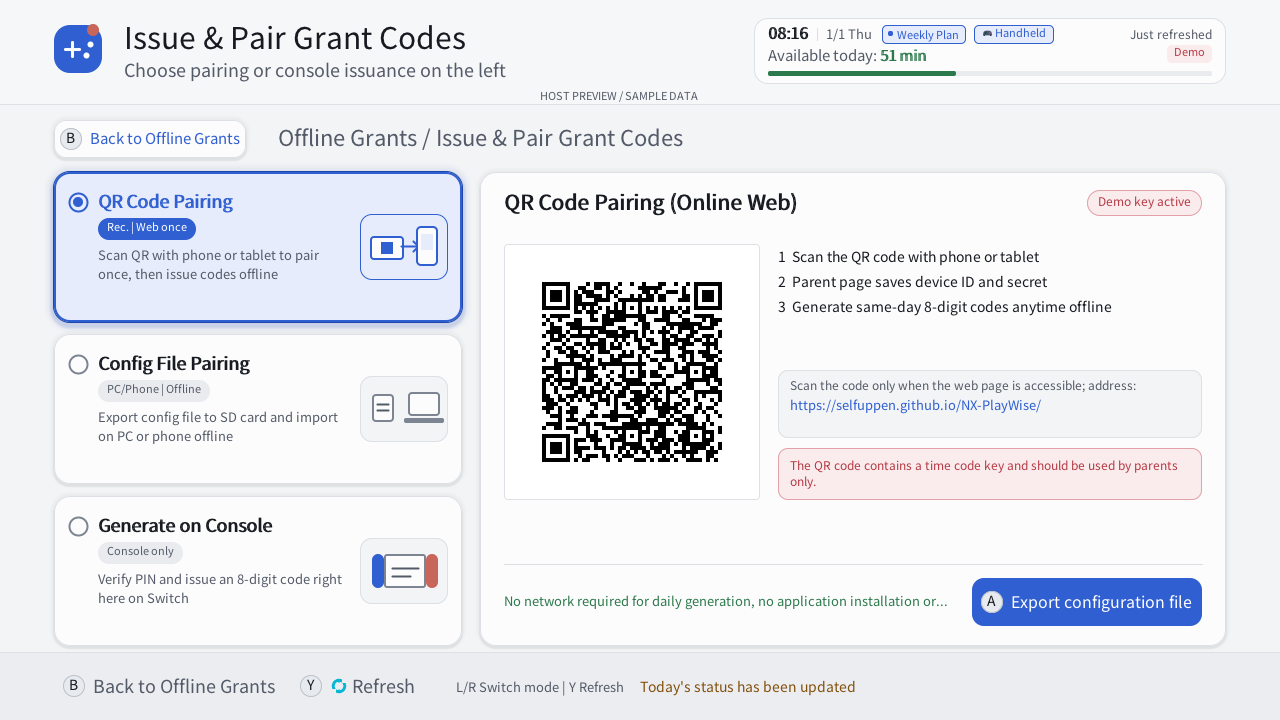 Issue & Pair Grant Codes
Choose pairing or console issuance on the left
08:16 | 1/1 Thu Weekly Plan Handheld Just refreshed
Available today: 51 min Demo
HOST PREVIEW / SAMPLE DATA
B Back to Offline Grants
Offline Grants / Issue & Pair Grant Codes
QR Code Pairing
Rec. | Web once
Scan QR with phone or tablet to pair
once, then issue codes offline
Config File Pairing
PC/Phone | Offline
Export config file to SD card and import
on PC or phone offline
Generate on Console
Console only
Verify PIN and issue an 8-digit code right
here on Switch
QR Code Pairing (Online Web)
Demo key active
1 Scan the QR code with phone or tablet
2 Parent page saves device ID and secret
3 Generate same-day 8-digit codes anytime offline
Scan the code only when the web page is accessible; address:
https://selfuppen.github.io/NX-PlayWise/
The QR code contains a time code key and should be used by parents
only.
No network required for daily generation, no application installation or...
A Export configuration file
B Back to Offline Grants
Y Refresh
L/R Switch mode | Y Refresh
Today's status has been updated